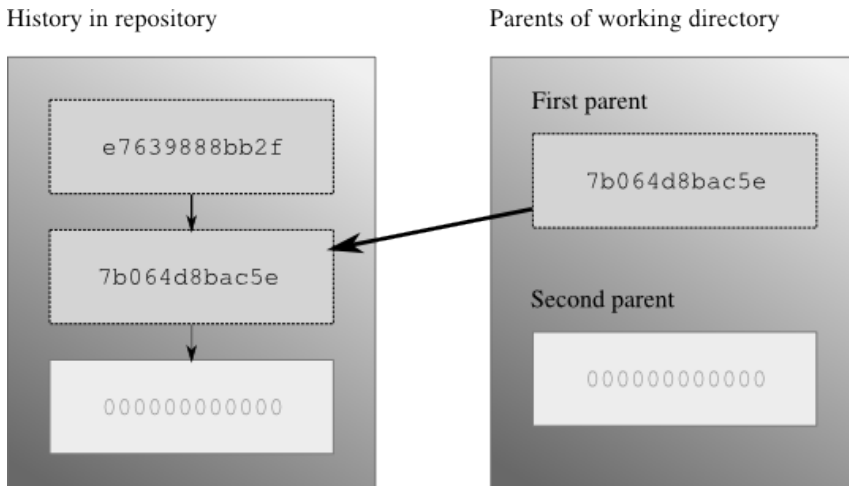 History in repository
e7639888bb2f
7b064d8bac5e
000000000000
Parents of working directory
First parent
7b064d8bac5e
Second parent
000000000000